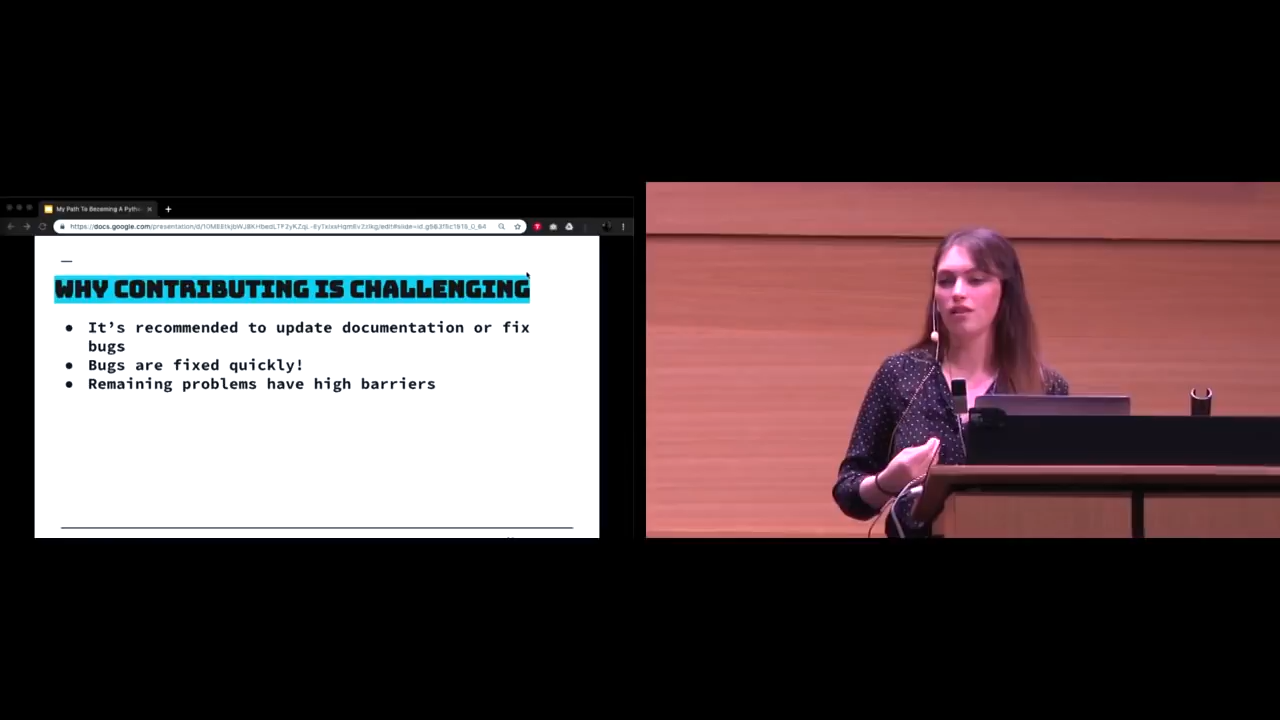 My Path To Becoming A Pytho
WHY CONTRIBUTING IS CHALLENGING
● It's recommended to update documentation or fix
bugs
● Bugs are fixed quickly!
● Remaining problems have high barriers